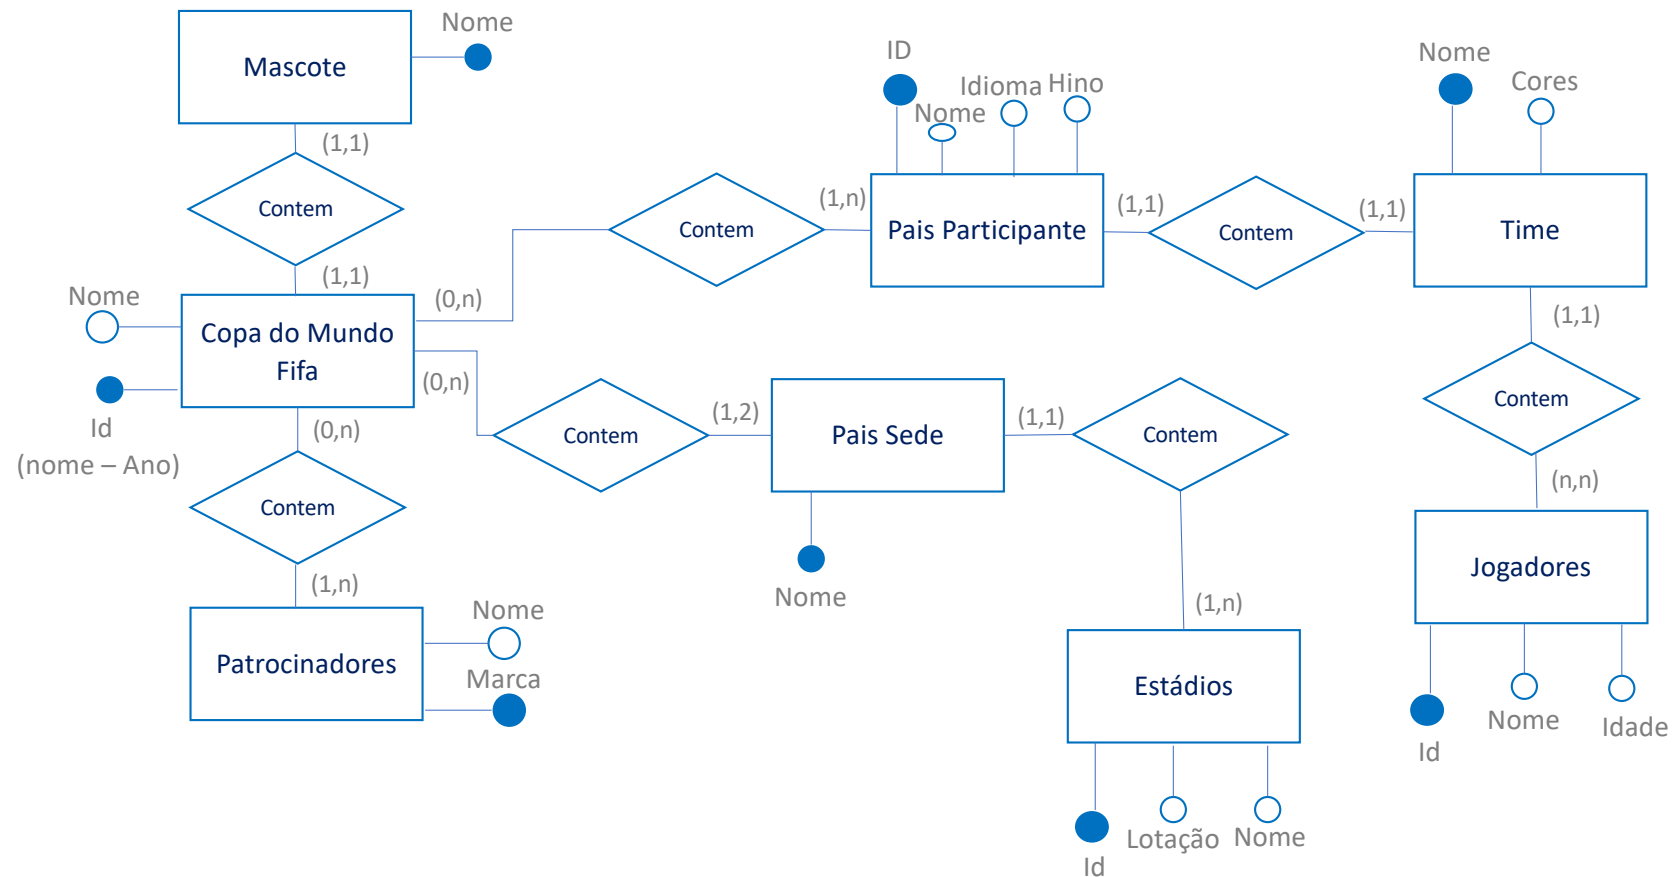 Nome
Mascote
(1,1)
Contem
(1,1)
Nome
Copa do Mundo
Fifa
Id
(nome – Ano)
(0,n)
(0,n)
(0,n)
Contem
(1,n)
Patrocinadores
Nome
Marca
Contem
(1,n)
ID
Nome
Idioma
Hino
Pais Participante
(1,1)
Contem
(1,1)
Nome
Cores
Time
(1,1)
Contem
(n,n)
Jogadores
Id
Nome
Idade
Contem
(1,2)
Pais Sede
Nome
(1,1)
Contem
(1,n)
Estádios
Id
Lotação
Nome